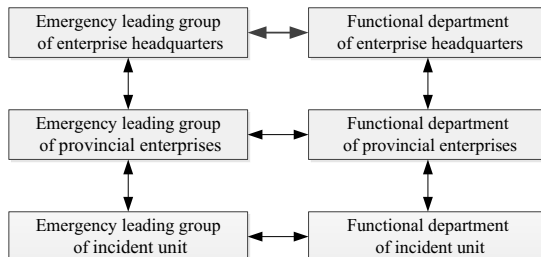 Emergency leading group
of enterprise headquarters
Functional department
of enterprise headquarters
Emergency leading group
of provincial enterprises
Functional department
of provincial enterprises
Emergency leading group
of incident unit
Functional department
of incident unit